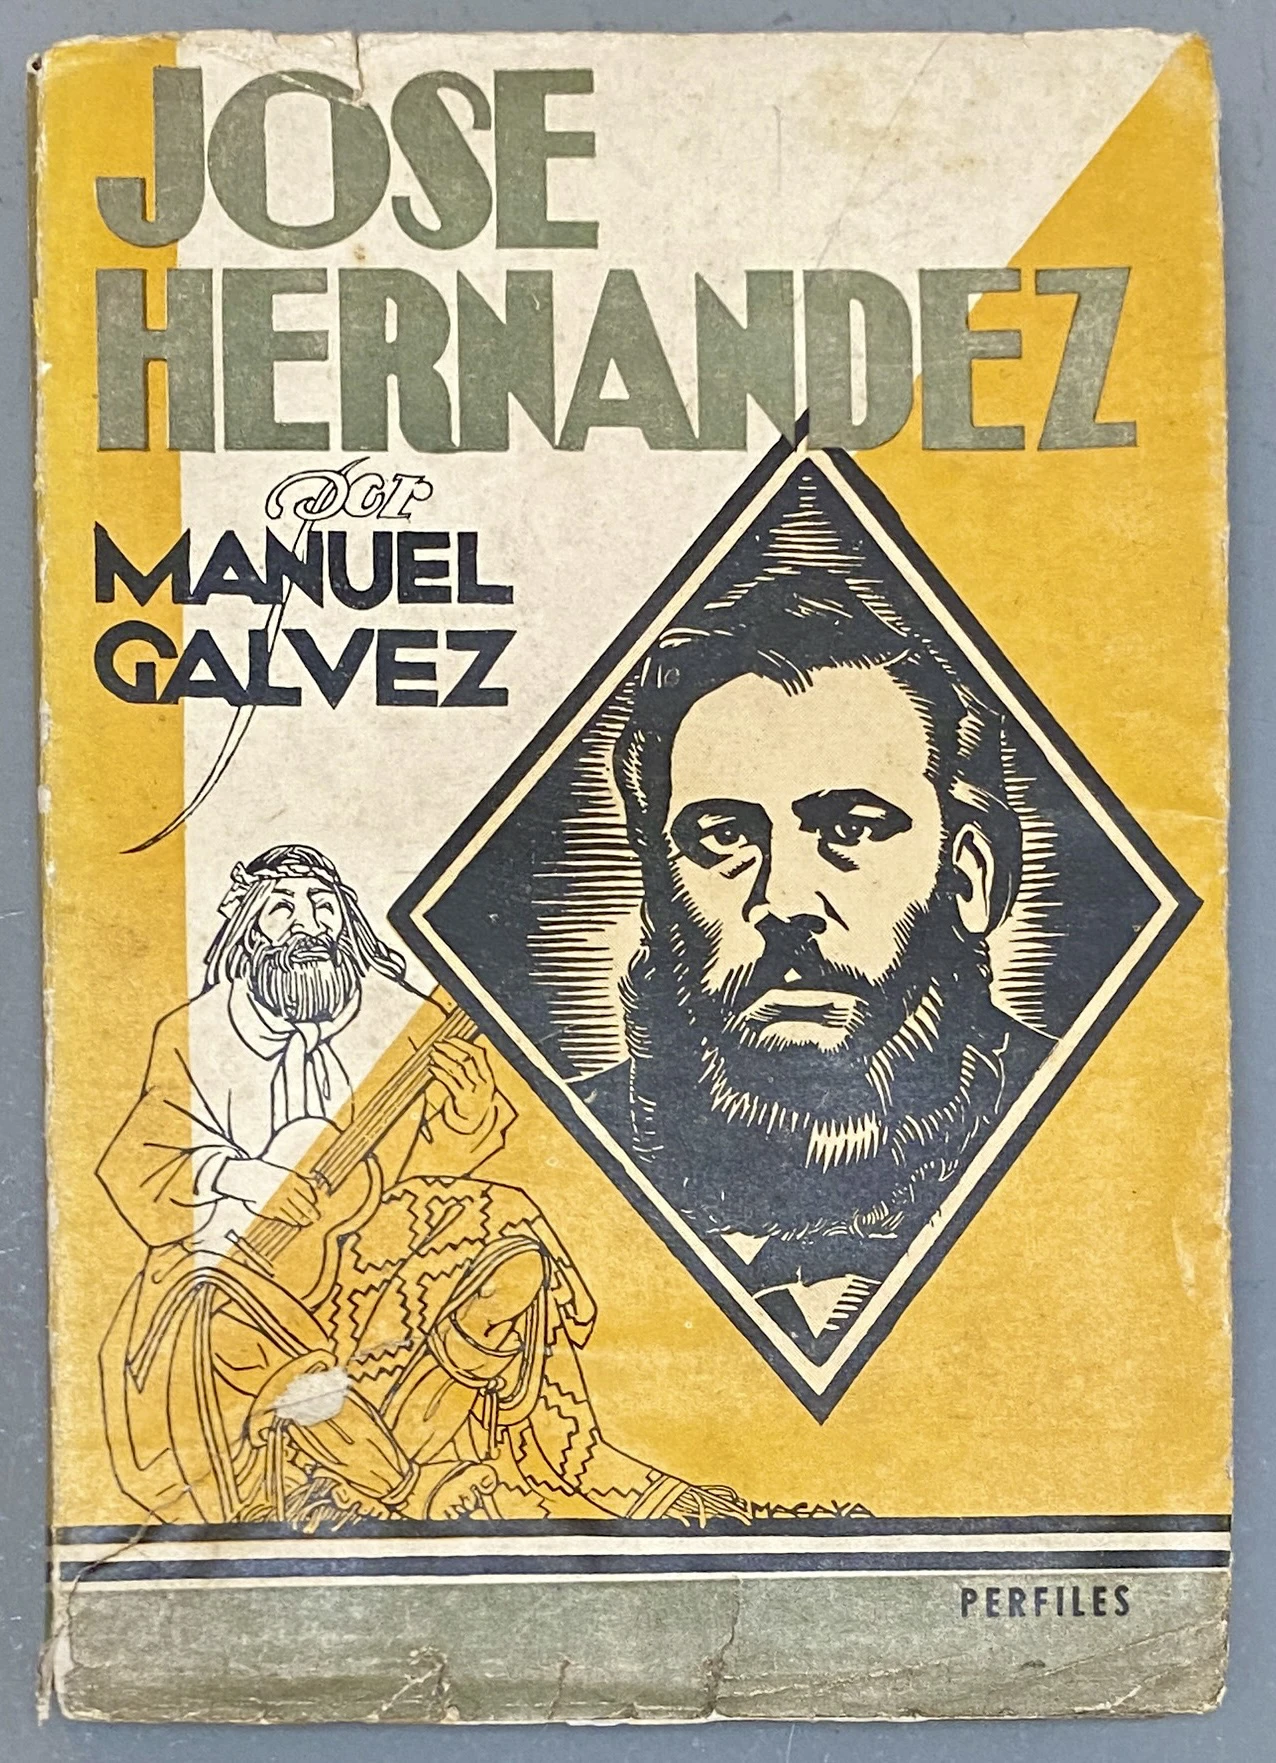 JOSE
HERNANDEZ
por
MANUEL
GALVEZ
MACAYA
PERFILES